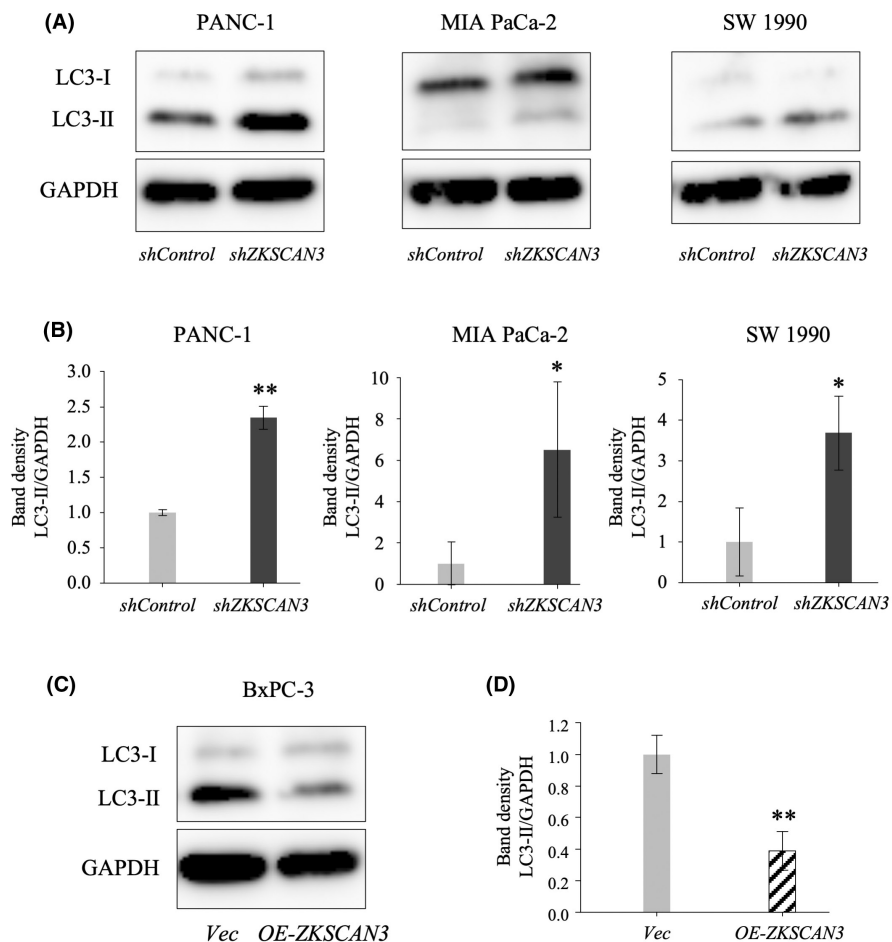 (A)
PANC-1
MIA PaCa-2
SW 1990
LC3-I
LC3-II
GAPDH
shControl shZKSCAN3
shControl shZKSCAN3
shControl shZKSCAN3
(B)
PANC-1
Band density
LC3-II/GAPDH
3.0
2.5
2.0
1.5
1.0
0.5
0.0
**
shControl shZKSCAN3
MIA PaCa-2
Band density
LC3-II/GAPDH
10
8
6
4
2
0
*
shControl shZKSCAN3
SW 1990
Band density
LC3-II/GAPDH
5
4
3
2
1
0
*
shControl shZKSCAN3
(C)
BxPC-3
LC3-I
LC3-II
GAPDH
Vec OE-ZKSCAN3
(D)
Band density
LC3-II/GAPDH
1.2
1.0
0.8
0.6
0.4
0.2
0.0
**
Vec OE-ZKSCAN3